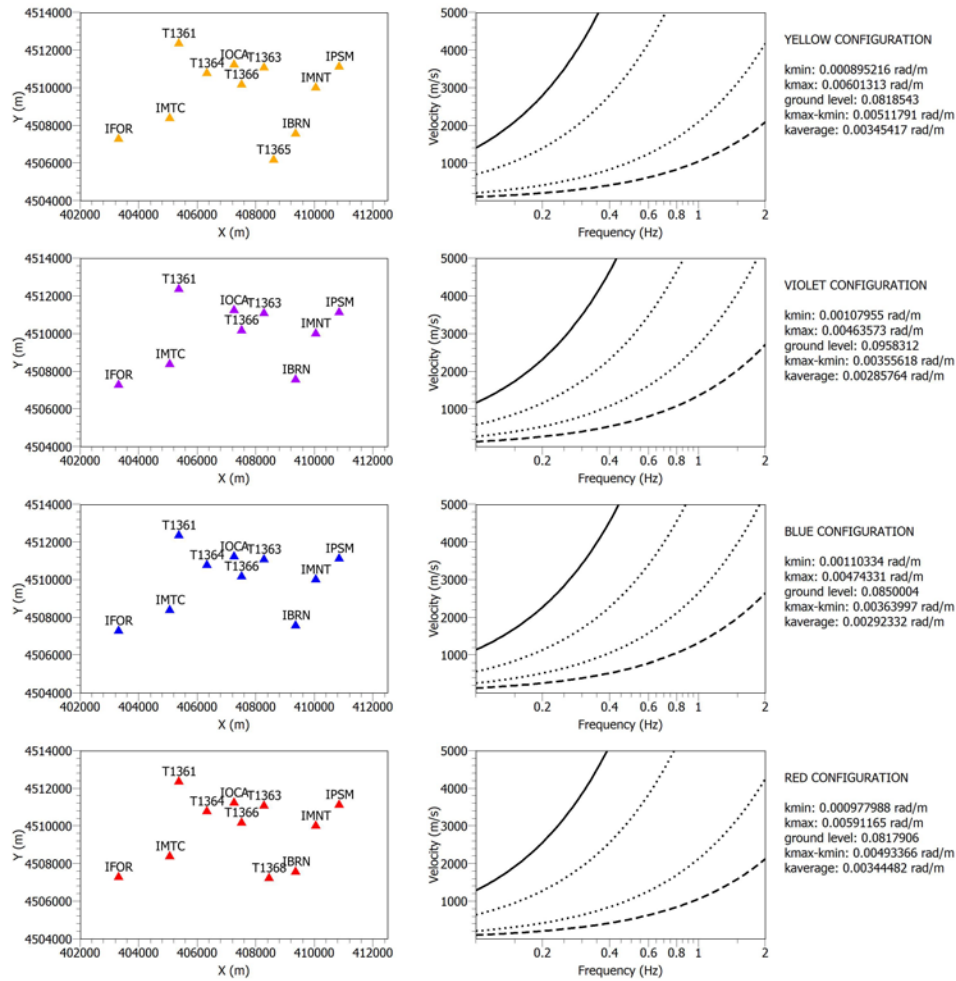 4514000
4512000
4510000
4508000
4506000
4504000
Y (m)
T1361
T1364
IOCA
T1363
IPSM
T1366
IMNT
IMTC
IFOR
IBRN
T1365
402000 404000 406000 408000 410000 412000
X (m)
5000
4000
3000
2000
1000
Velocity (m/s)
0.2 0.4 0.6 0.8 1 2
Frequency (Hz)
YELLOW CONFIGURATION
kmin: 0.000895216 rad/m
kmax: 0.00601313 rad/m
ground level: 0.0818543
kmax-kmin: 0.00511791 rad/m
kaverage: 0.00345417 rad/m
4514000
4512000
4510000
4508000
4506000
4504000
Y (m)
T1361
IOCA
T1363
IPSM
T1366
IMNT
IMTC
IFOR
IBRN
402000 404000 406000 408000 410000 412000
X (m)
5000
4000
3000
2000
1000
Velocity (m/s)
0.2 0.4 0.6 0.8 1 2
Frequency (Hz)
VIOLET CONFIGURATION
kmin: 0.00107955 rad/m
kmax: 0.00463573 rad/m
ground level: 0.0958312
kmax-kmin: 0.00355618 rad/m
kaverage: 0.00285764 rad/m
4514000
4512000
4510000
4508000
4506000
4504000
Y (m)
T1361
T1364
IOCA
T1363
IPSM
T1366
IMNT
IMTC
IFOR
IBRN
402000 404000 406000 408000 410000 412000
X (m)
5000
4000
3000
2000
1000
Velocity (m/s)
0.2 0.4 0.6 0.8 1 2
Frequency (Hz)
BLUE CONFIGURATION
kmin: 0.00110334 rad/m
kmax: 0.00474331 rad/m
ground level: 0.0850004
kmax-kmin: 0.00363997 rad/m
kaverage: 0.00292332 rad/m
4514000
4512000
4510000
4508000
4506000
4504000
Y (m)
T1361
T1364
IOCA
T1363
IPSM
T1366
IMNT
IMTC
IFOR
T1368
IBRN
402000 404000 406000 408000 410000 412000
X (m)
5000
4000
3000
2000
1000
Velocity (m/s)
0.2 0.4 0.6 0.8 1 2
Frequency (Hz)
RED CONFIGURATION
kmin: 0.000977988 rad/m
kmax: 0.00591165 rad/m
ground level: 0.0817906
kmax-kmin: 0.00493366 rad/m
kaverage: 0.00344482 rad/m